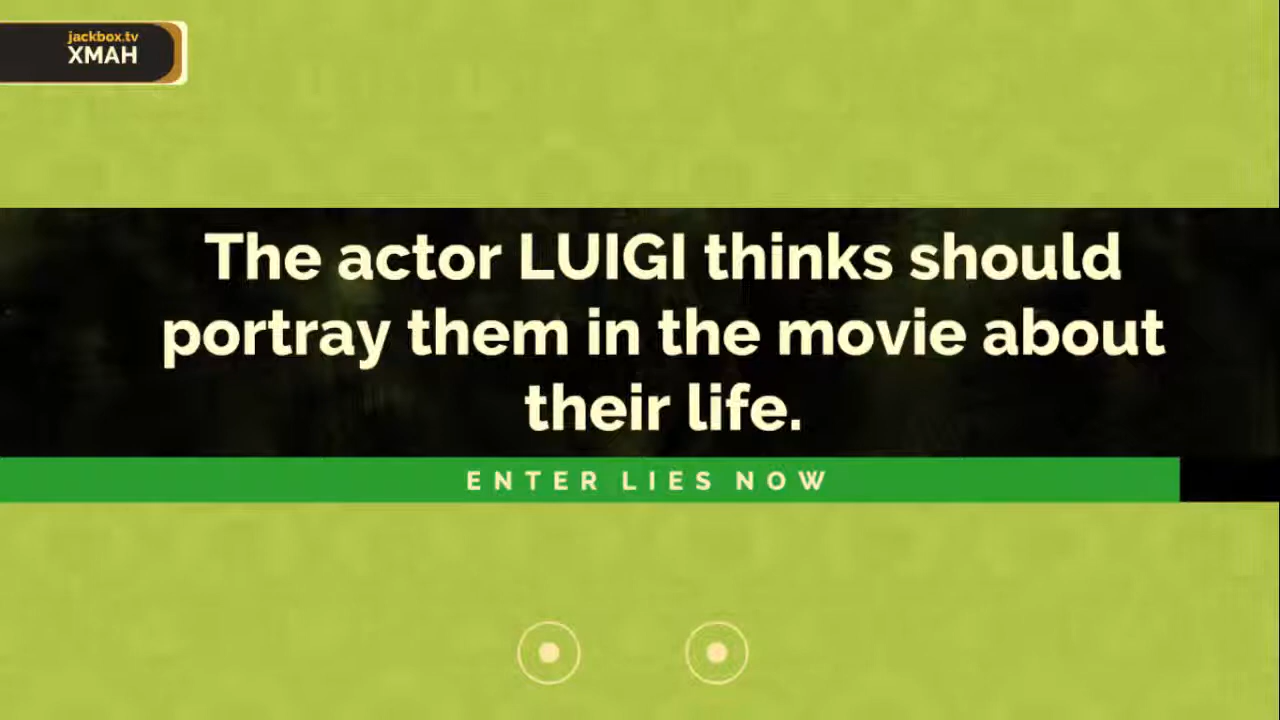 jackbox.tv
XMAH
The actor LUIGI thinks should
portray them in the movie about
their life.
ENTER LIES NOW